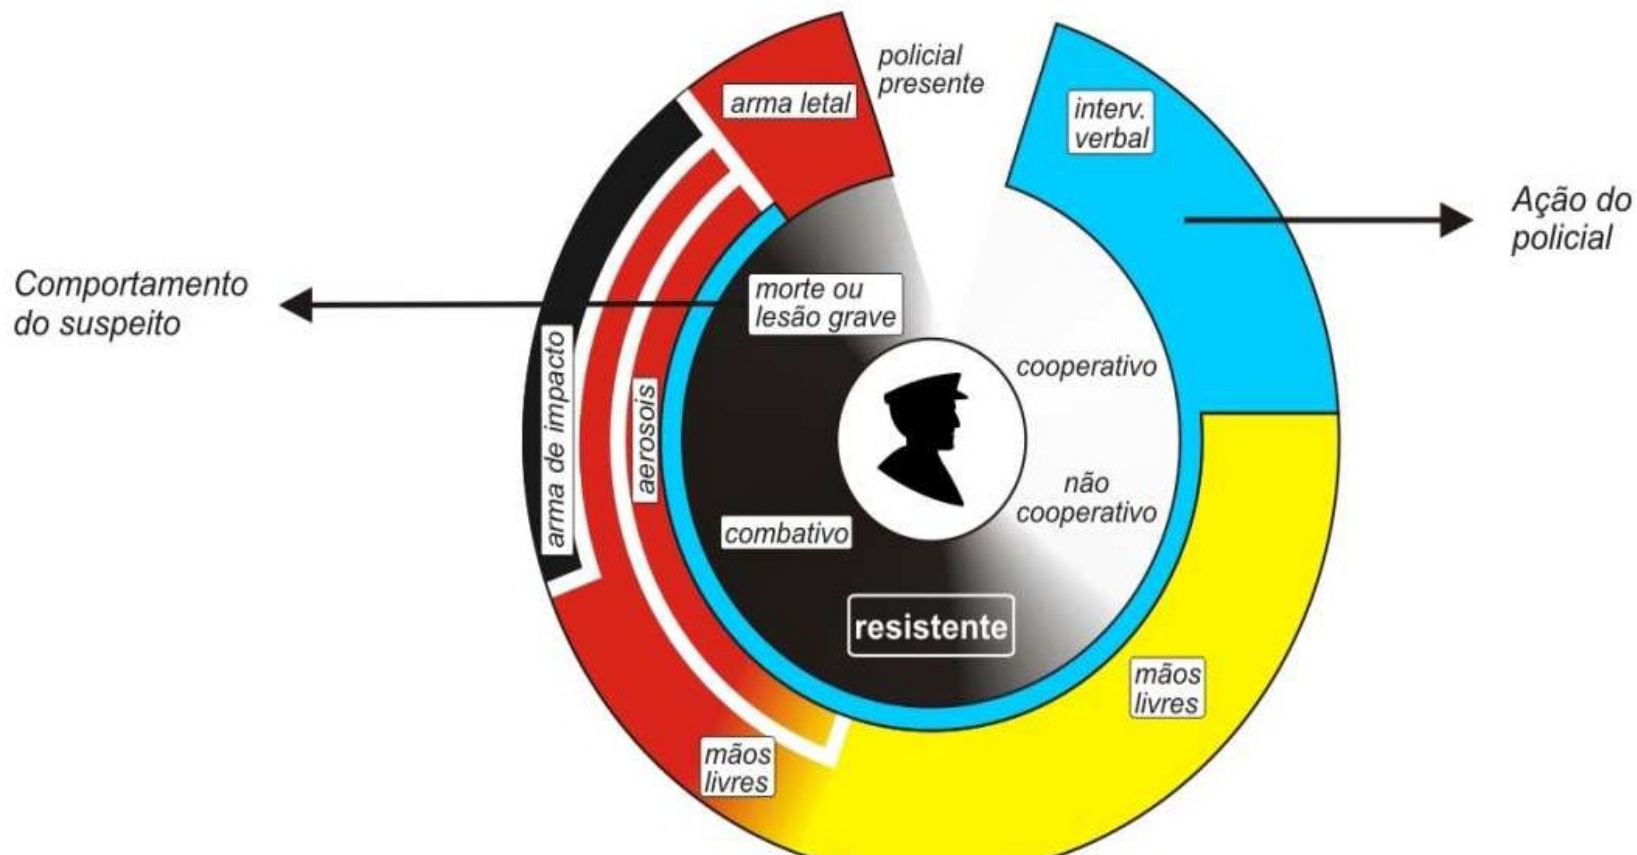 policial
presente
arma letal
interv.
verbal
Ação do
policial
Comportamento
do suspeito
morte ou
lesão grave
cooperativo
arma de impacto
aerosois
não
cooperativo
combativo
resistente
mãos
livres
mãos
livres